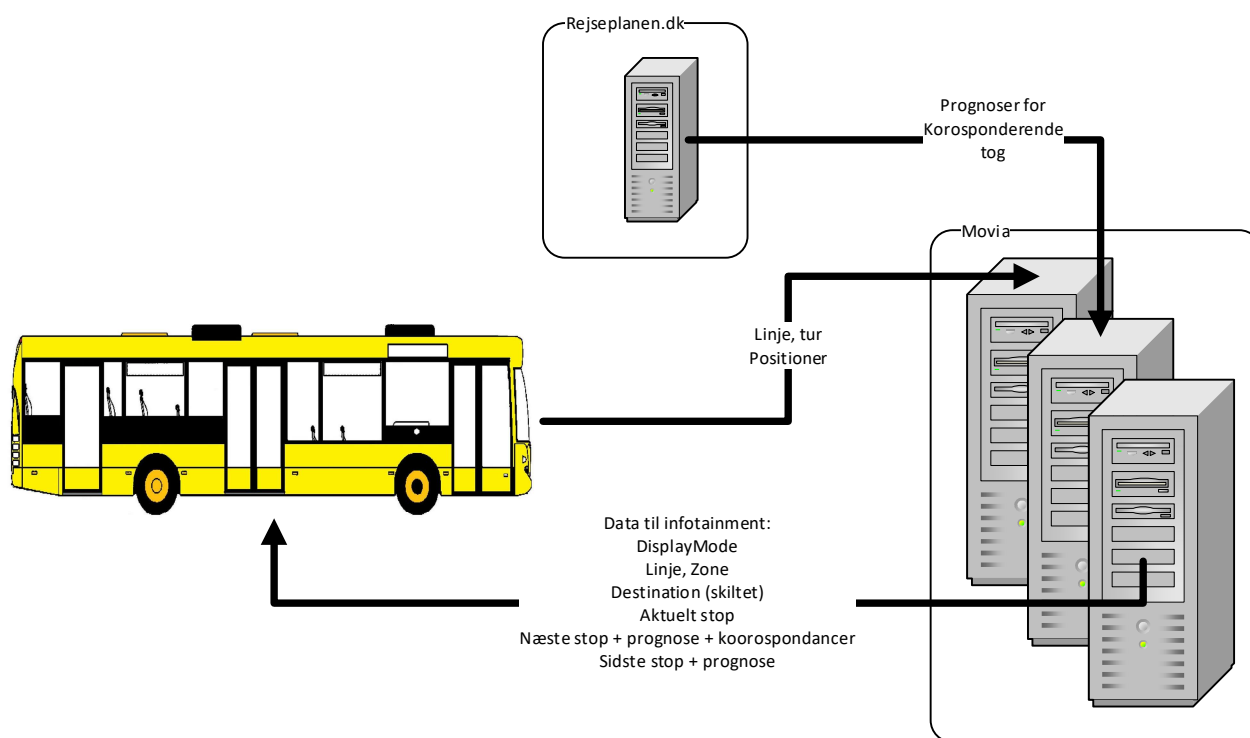 Rejseplanen.dk
Prognoser for
Korosponderende
tog
Movia
Linje, tur
Positioner
Data til infotainment:
DisplayMode
Linje, Zone
Destination (skiltet)
Aktuelt stop
Næste stop + prognose + koorospondancer
Sidste stop + prognose